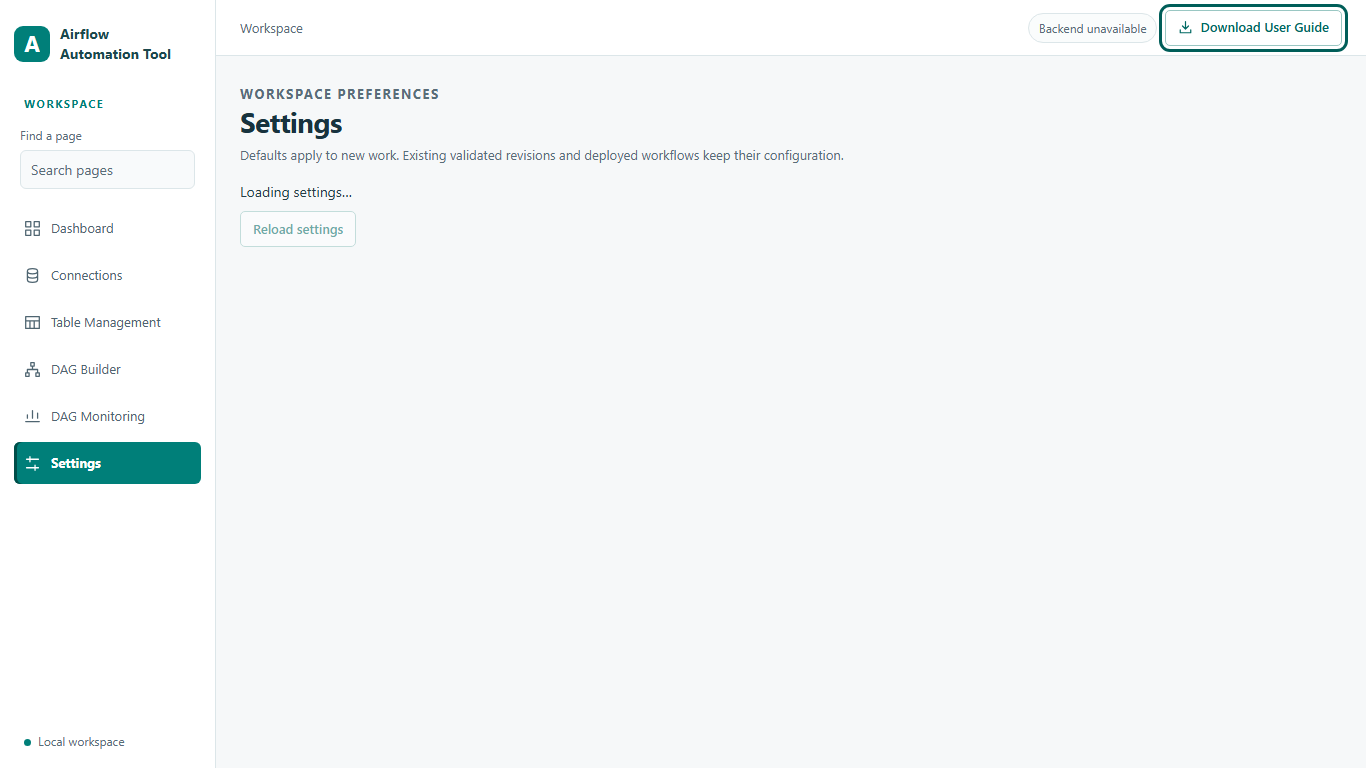 A
Airflow
Automation Tool
WORKSPACE
Find a page
Search pages
Dashboard
Connections
Table Management
DAG Builder
DAG Monitoring
Settings
Local workspace
Workspace
Backend unavailable
Download User Guide
WORKSPACE PREFERENCES
Settings
Defaults apply to new work. Existing validated revisions and deployed workflows keep their configuration.
Loading settings...
Reload settings